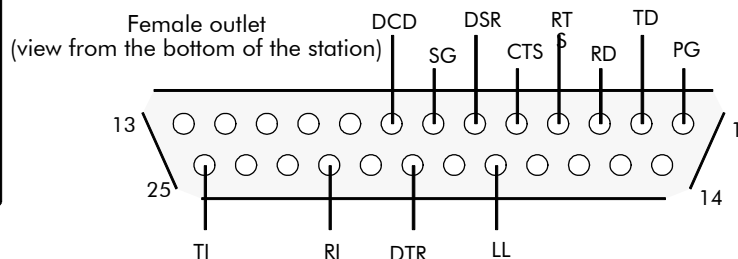 Female outlet
(view from the bottom of the station)
DCD
SG
DSR
CTS
RT
S
RD
TD
PG
13
1
25
14
TI
RI
DTR
LL